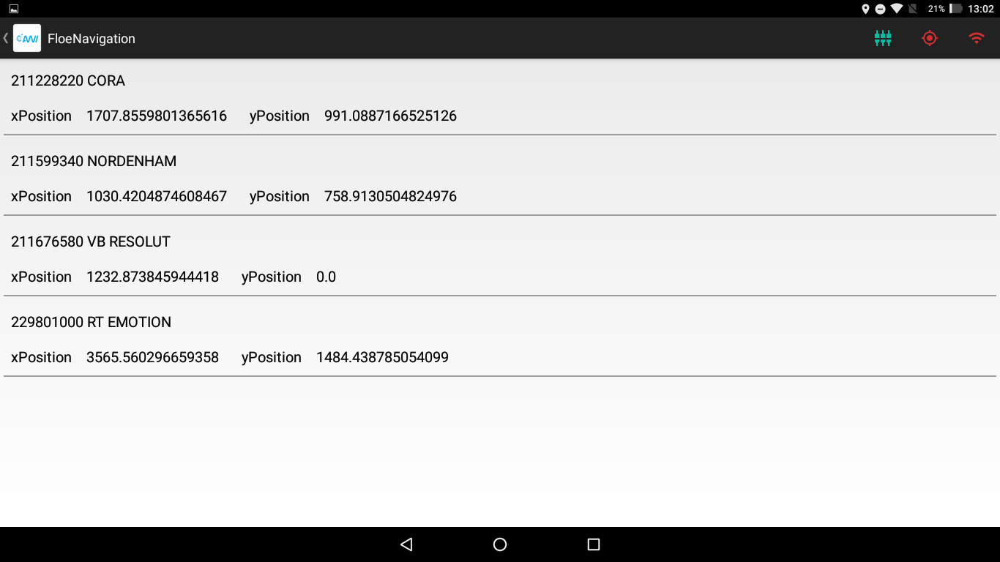 21% 13:02
AWI FloeNavigation
211228220 CORA
xPosition 1707.8559801365616 yPosition 991.0887166525126
211599340 NORDENHAM
xPosition 1030.4204874608467 yPosition 758.9130504824976
211676580 VB RESOLUT
xPosition 1232.873845944418 yPosition 0.0
229801000 RT EMOTION
xPosition 3565.560296659358 yPosition 1484.438785054099